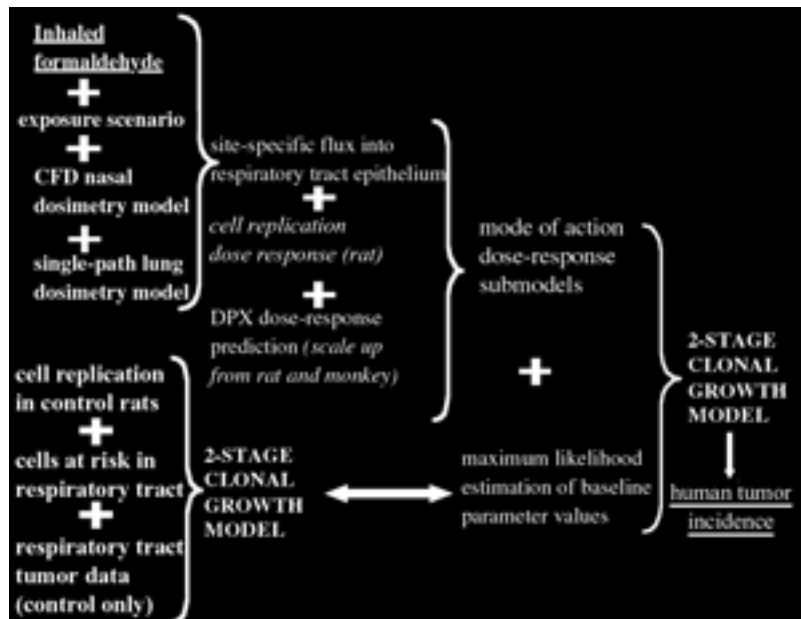 Inhaled
formaldehyde
+
exposure scenario
+
CFD nasal
dosimetry model
+
single-path lung
dosimetry model
site-specific flux into
respiratory tract epithelium
+
cell replication
dose response (rat)
+
DPX dose-response
prediction (scale up
from rat and monkey)
mode of action
dose-response
submodels
+
cell replication
in control rats
+
cells at risk in
respiratory tract
+
respiratory tract
tumor data
(control only)
2-STAGE
CLONAL
GROWTH
MODEL
maximum likelihood
estimation of baseline
parameter values
2-STAGE
CLONAL
GROWTH
MODEL
human tumor
incidence